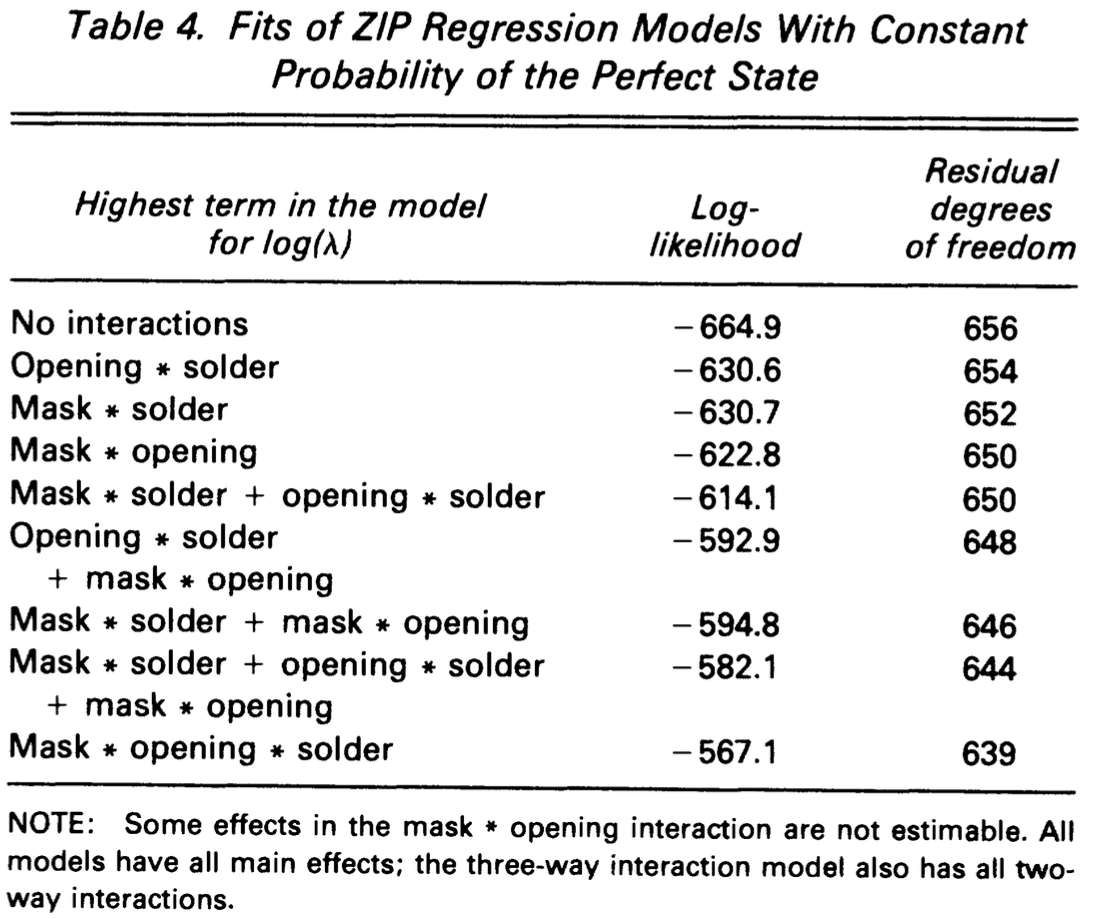 Table 4. Fits of ZIP Regression Models With Constant
Probability of the Perfect State
Highest term in the model
for log(λ)
Log-
likelihood
Residual
degrees
of freedom
No interactions −664.9 656
Opening * solder −630.6 654
Mask * solder −630.7 652
Mask * opening −622.8 650
Mask * solder + opening * solder −614.1 650
Opening * solder −592.9 648
+ mask * opening
Mask * solder + mask * opening −594.8 646
Mask * solder + opening * solder −582.1 644
+ mask * opening
Mask * opening * solder −567.1 639
NOTE: Some effects in the mask * opening interaction are not estimable. All
models have all main effects; the three-way interaction model also has all two-
way interactions.